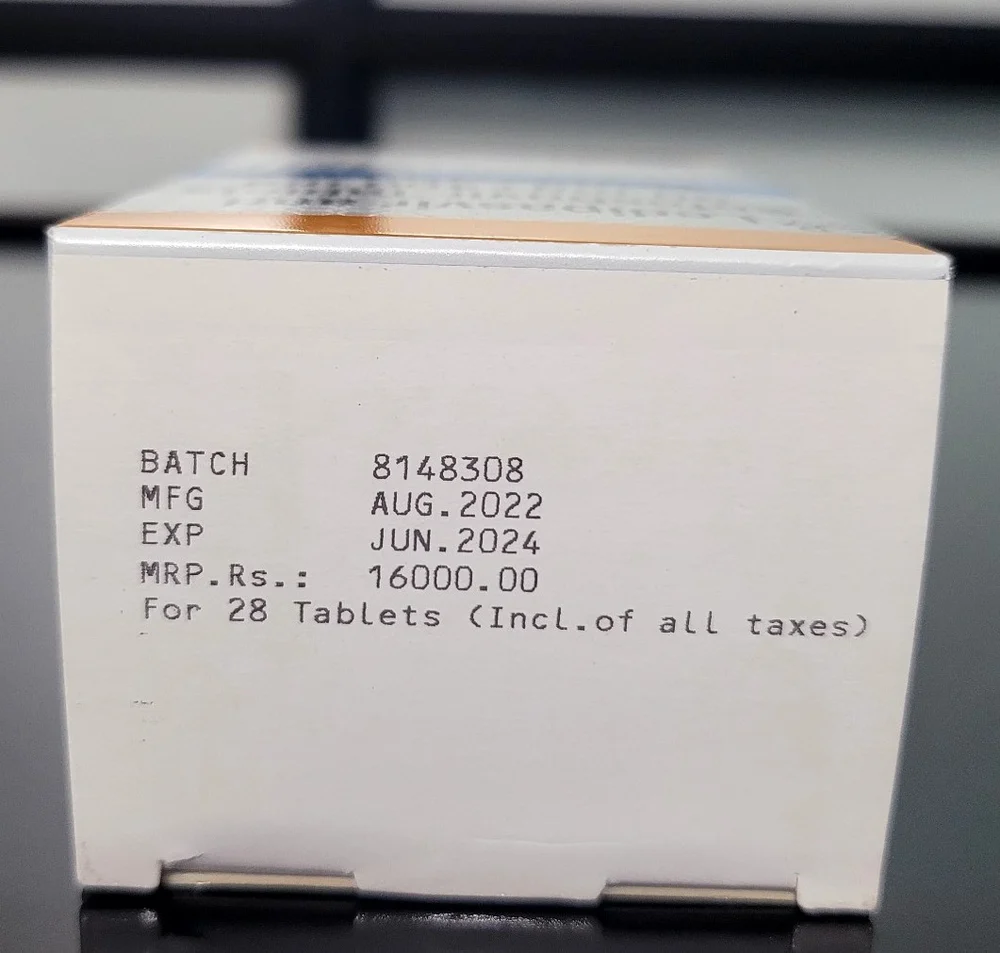 BATCH 8148308
MFG AUG.2022
EXP JUN.2024
MRP.Rs.: 16000.00
For 28 Tablets (Incl.of all taxes)